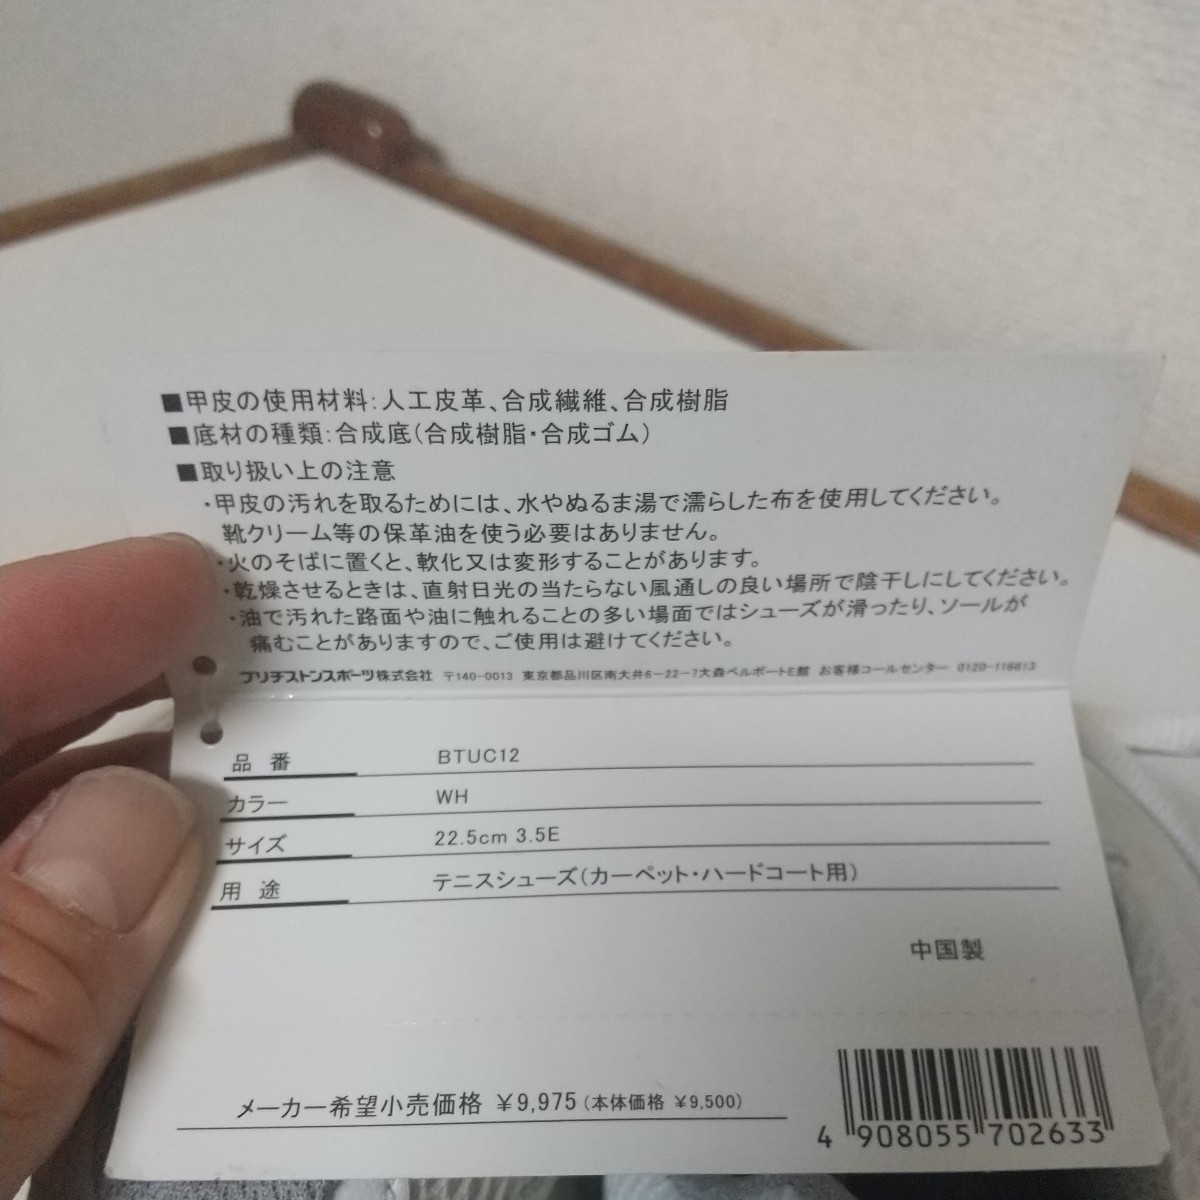 ■甲皮の使用材料:人工皮革、合成繊維、合成樹脂
■底材の種類:合成底(合成樹脂・合成ゴム)
■取り扱い上の注意
・甲皮の汚れを取るためには、水やぬるま湯で濡らした布を使用してください。
靴クリーム等の保革油を使う必要はありません。
・火のそばに置くと、軟化又は変形することがあります。
・乾燥させるときは、直射日光の当たらない風通しの良い場所で陰干しにしてください。
・油で汚れた路面や油に触れることの多い場面ではシューズが滑ったり、ソールが
痛むことがありますので、ご使用は避けてください。
ブリヂストンスポーツ株式会社 〒140-0013 東京都品川区南大井6-22-7大森ベルポートE館 お客様コールセンター 0120-116613
品番 BTUC12
カラー WH
サイズ 22.5cm 3.5E
用途 テニスシューズ(カーペット・ハードコート用)
中国製
メーカー希望小売価格 ¥9,975(本体価格 ¥9,500)
4 908055 702633